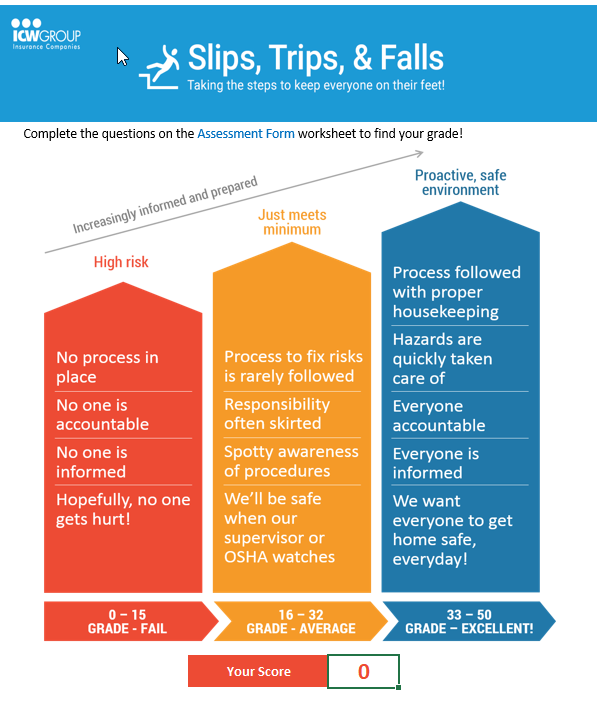 ICWGROUP
Insurance Companies
Slips, Trips, & Falls
Taking the steps to keep everyone on their feet!
Complete the questions on the Assessment Form worksheet to find your grade!
Increasingly informed and prepared
High risk
No process in
place
No one is
accountable
No one is
informed
Hopefully, no one
gets hurt!
Just meets
minimum
Process to fix risks
is rarely followed
Responsibility
often skirted
Spotty awareness
of procedures
We’ll be safe
when our
supervisor or
OSHA watches
Proactive, safe
environment
Process followed
with proper
housekeeping
Hazards are
quickly taken
care of
Everyone
accountable
Everyone is
informed
We want
everyone to get
home safe,
everyday!
0 – 15
GRADE - FAIL
16 – 32
GRADE - AVERAGE
33 – 50
GRADE – EXCELLENT!
Your Score
0